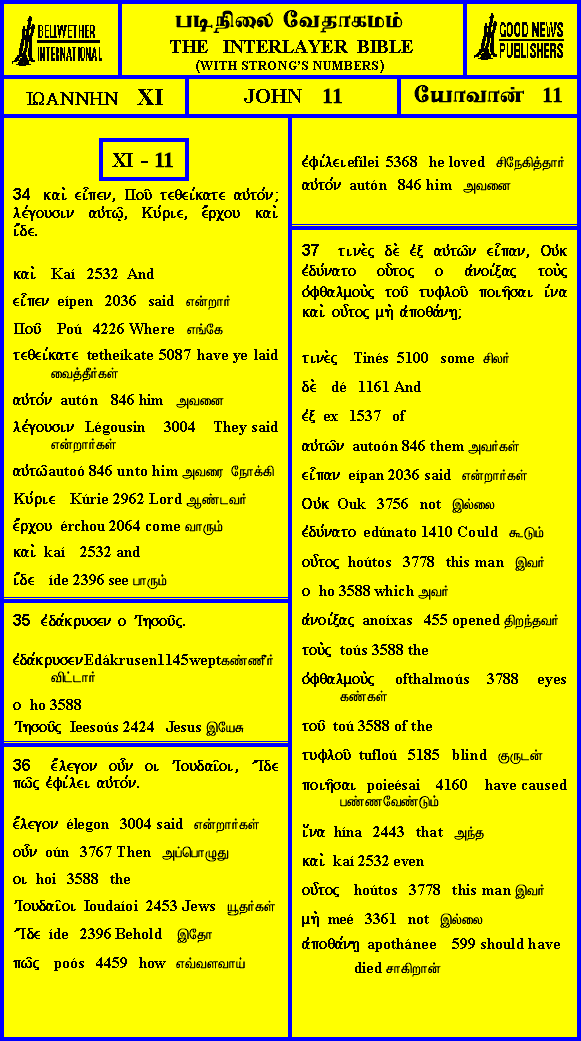 BELLWETHER
INTERNATIONAL
படிநிலை வேதாகமம்
THE INTERLAYER BIBLE
(WITH STRONG'S NUMBERS)
GOOD NEWS
PUBLISHERS
ΙΩΑΝΝΗΝ XI
JOHN 11
யோவான் 11
XI - 11
34 καὶ εἶπεν, Ποῦ τεθείκατε αὐτόν;
λέγουσιν αὐτῷ, Κύριε, ἔρχου καὶ
ἴδε.
καὶ Kaí 2532 And
εἶπεν eípen 2036 said என்றார்
Ποῦ Poú 4226 Where எங்கே
τεθείκατε tetheíkate 5087 have ye laid
வைத்தீர்கள்
αὐτόν autón 846 him அவனை
λέγουσιν Légousin 3004 They said
என்றார்கள்
αὐτῶ autoó 846 unto him அவரை நோக்கி
Κύριε Kúrie 2962 Lord ஆண்டவர்
ἔρχου érchou 2064 come வாரும்
καὶ kaí 2532 and
ἴδε íde 2396 see பாரும்
35 ἐδάκρυσεν ο Ἰησοῦς.
ἐδάκρυσεν Edákrusen1145wept கண்ணீர்
விட்டார்
ο ho 3588
Ἰησοῦς Ieesoús 2424 Jesus இயேசு
36 ἔλεγον οὖν οι Ἰουδαῖοι, Ἴδε
πῶς ἐφίλει αὐτόν.
ἔλεγον élegon 3004 said என்றார்கள்
οὖν oún 3767 Then அப்பொழுது
οι hoi 3588 the
Ἰουδαῖοι Ioudaíoi 2453 Jews யூதர்கள்
Ἴδε íde 2396 Behold இதோ
πῶς poós 4459 how எவ்வளவாய்
ἐφίλει efílei 5368 he loved சிநேகித்தார்
αὐτόν autón 846 him அவனை
37 τινὲς δὲ ἐξ αὐτῶν εἶπαν, Οὐκ
ἐδύνατο οὗτος ο ἀνοίξας τοὺς
ὀφθαλμοὺς τοῦ τυφλοῦ ποιῆσαι ἵνα
καὶ οὗτος μὴ ἀποθάνῃ;
τινὲς Tinés 5100 some சிலர்
δὲ dé 1161 And
ἐξ ex 1537 of
αὐτῶν autoón 846 them அவர்கள்
εἶπαν eípan 2036 said என்றார்கள்
Οὐκ Ouk 3756 not இல்லை
ἐδύνατο edúnato 1410 Could கூடும்
οὗτος hoútos 3778 this man இவர்
ο ho 3588 which அவர்
ἀνοίξας anoíxas 455 opened திறந்தவர்
τοὺς toús 3588 the
ὀφθαλμοὺς ofthalmoús 3788 eyes
கண்கள்
τοῦ toú 3588 of the
τυφλοῦ tufloú 5185 blind குருடன்
ποιῆσαι poieésai 4160 have caused
பண்ணவேண்டும்
ἵνα hína 2443 that அந்த
καὶ kaí 2532 even
οὗτος hoútos 3778 this man இவர்
μὴ meé 3361 not இல்லை
ἀποθάνῃ apothánee 599 should have
died சாகிறான்